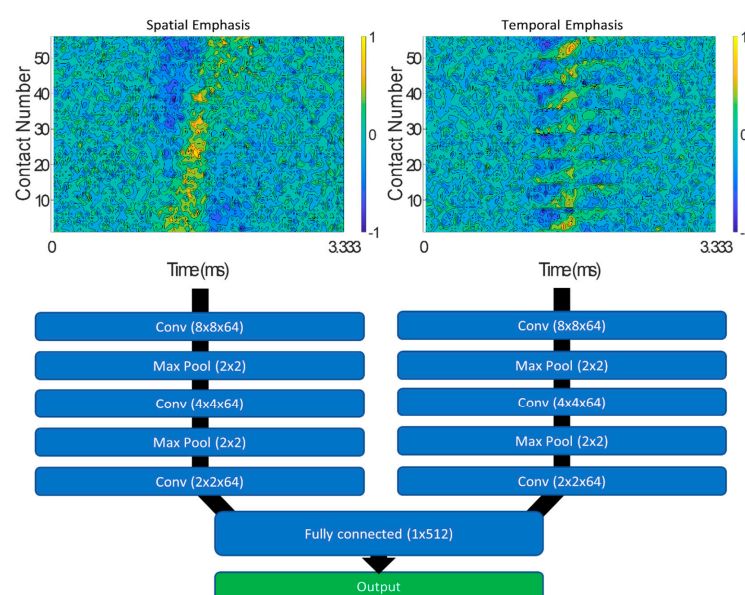 Spatial Emphasis
Contact Number
50
40
30
20
10
0
3.333
Time(ms)
1
0
-1
Temporal Emphasis
Contact Number
50
40
30
20
10
0
3.333
Time(ms)
1
0
Conv (8x8x64)
Max Pool (2x2)
Conv (4x4x64)
Max Pool (2x2)
Conv (2x2x64)
Conv (8x8x64)
Max Pool (2x2)
Conv (4x4x64)
Max Pool (2x2)
Conv (2x2x64)
Fully connected (1x512)
Output